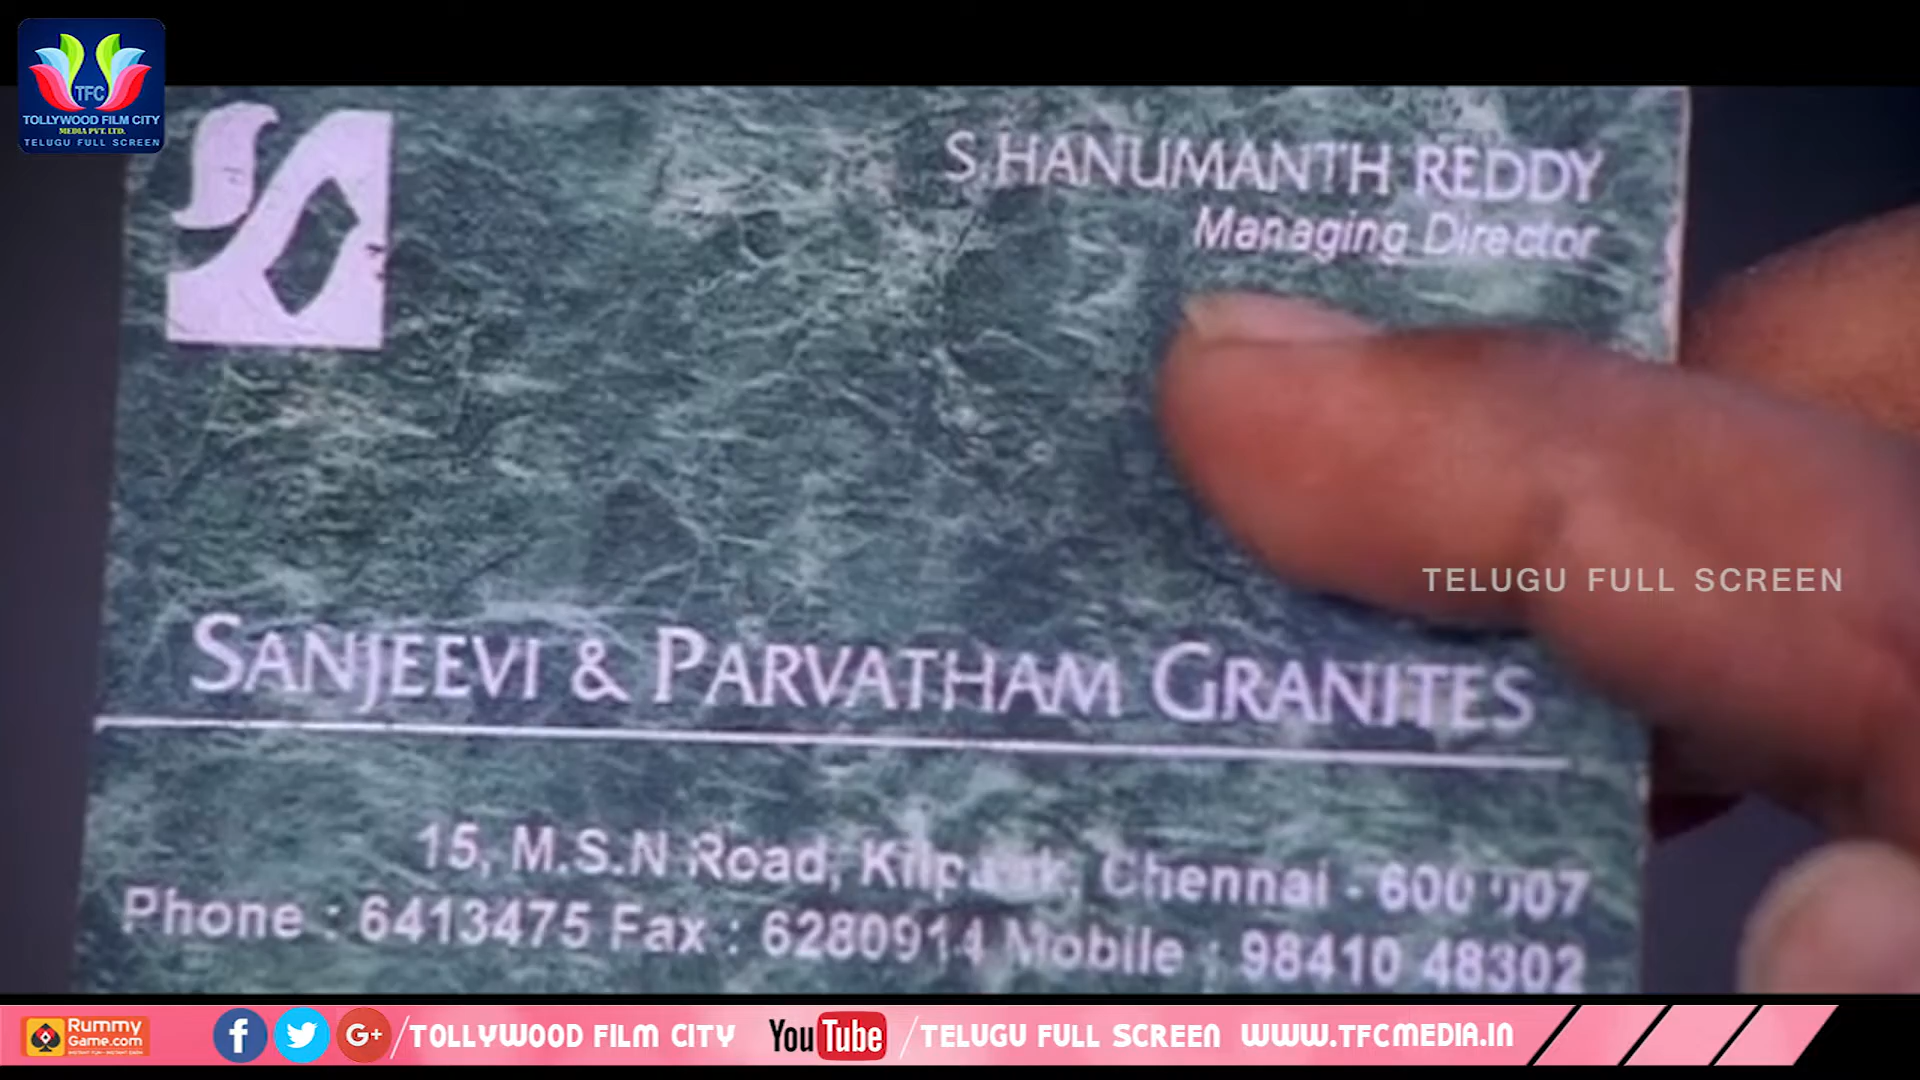 TFC
TOLLYWOOD FILM CITY
MEDIA PVT. LTD.
TELUGU FULL SCREEN
S.HANUMANTH REDDY
Managing Director
TELUGU FULL SCREEN
SANJEEVI & PARVATHAM GRANITES
15, M.S.N Road, Chennai - 600 007
Phone : 6413475 Fax : 6280914 Mobile : 98410 48302
Rummy
Game.com
f G+ /TOLLYWOOD FILM CITY YouTube /TELUGU FULL SCREEN WWW.TFCMEDIA.IN